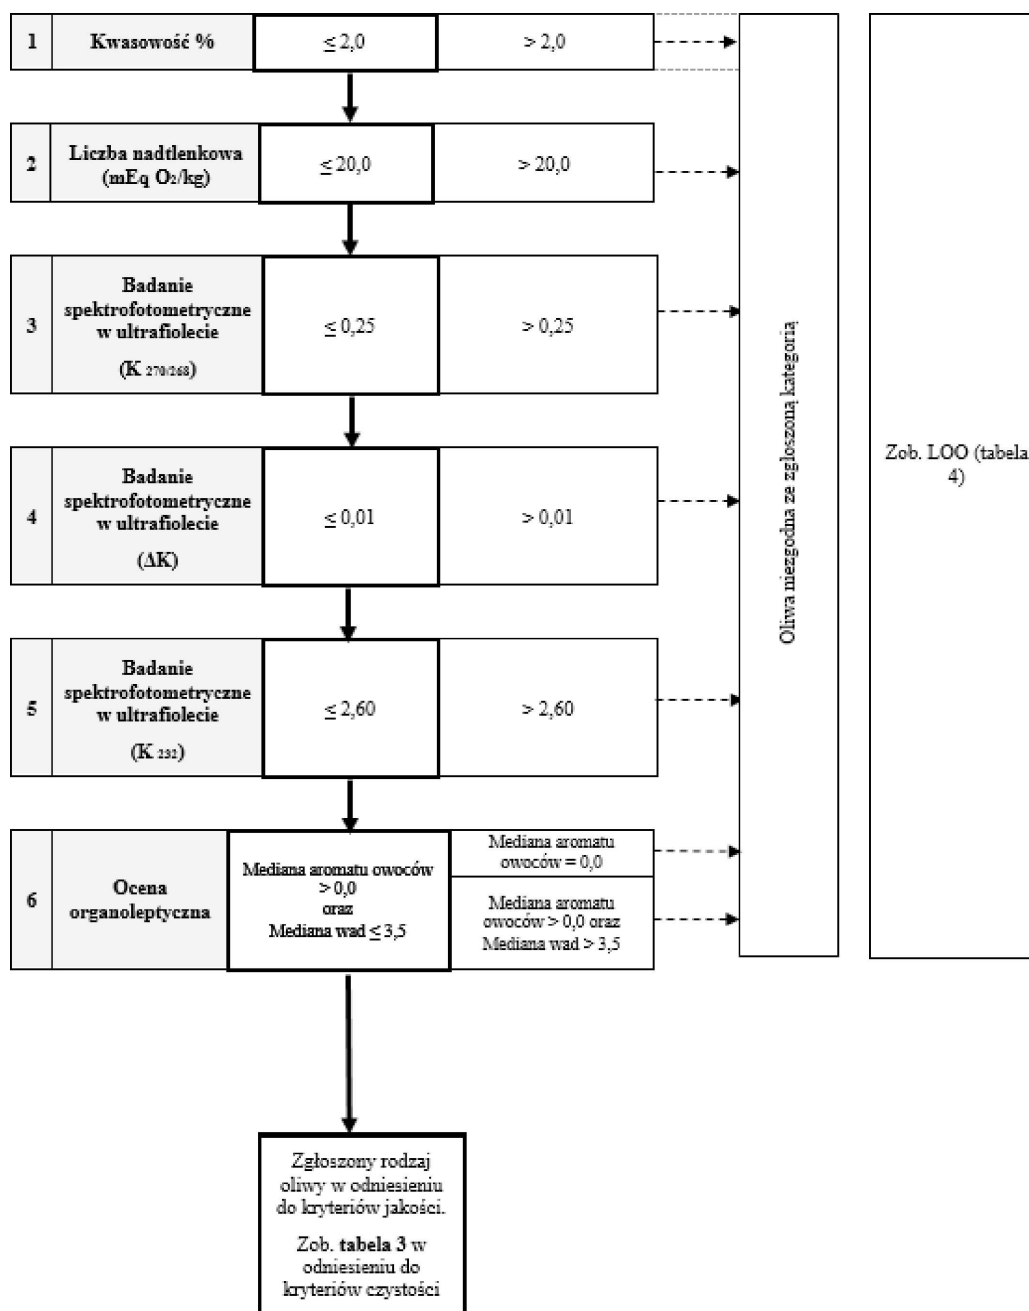 1
Kwasowość %
≤ 2,0
> 2,0
2
Liczba nadtlenkowa
(mEq O₂/kg)
≤ 20,0
> 20,0
3
Badanie
spektrofotometryczne
w ultrafiolecie
(K 270/268)
≤ 0,25
> 0,25
4
Badanie
spektrofotometryczne
w ultrafiolecie
(ΔK)
≤ 0,01
> 0,01
5
Badanie
spektrofotometryczne
w ultrafiolecie
(K 232)
≤ 2,60
> 2,60
6
Ocena
organoleptyczna
Mediana aromatu owoców
> 0,0
oraz
Mediana wad ≤ 3,5
Mediana aromatu
owoców = 0,0
Mediana aromatu
owoców > 0,0 oraz
Mediana wad > 3,5
Oliwa niezgodna ze zgłoszoną kategorią
Zob. LOO (tabela
4)
Zgłoszony rodzaj
oliwy w odniesieniu
do kryteriów jakości.
Zob. tabela 3 w
odniesieniu do
kryteriów czystości